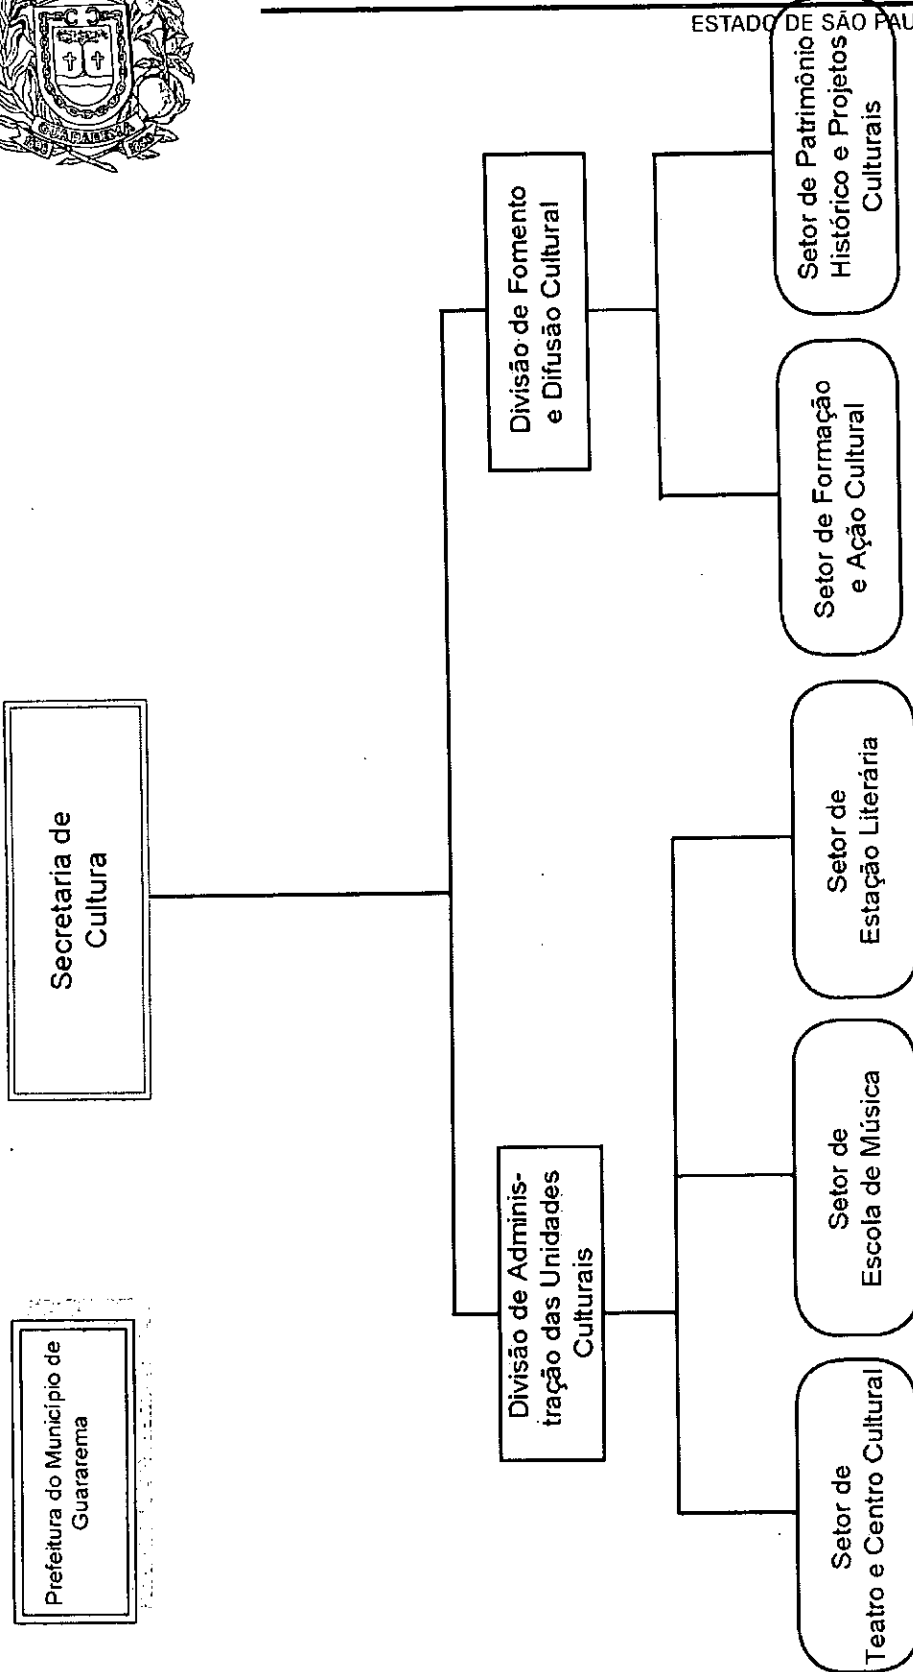 ESTADO DE SÃO PAU
GUARAREMA
Prefeitura do Município de
Guararema
Secretaria de
Cultura
Divisão de Adminis-
tração das Unidades
Culturais
Divisão de Fomento
e Difusão Cultural
Setor de
Teatro e Centro Cultural
Setor de
Escola de Música
Setor de
Estação Literária
Setor de Formação
e Ação Cultural
Setor de Patrimônio
Histórico e Projetos
Culturais